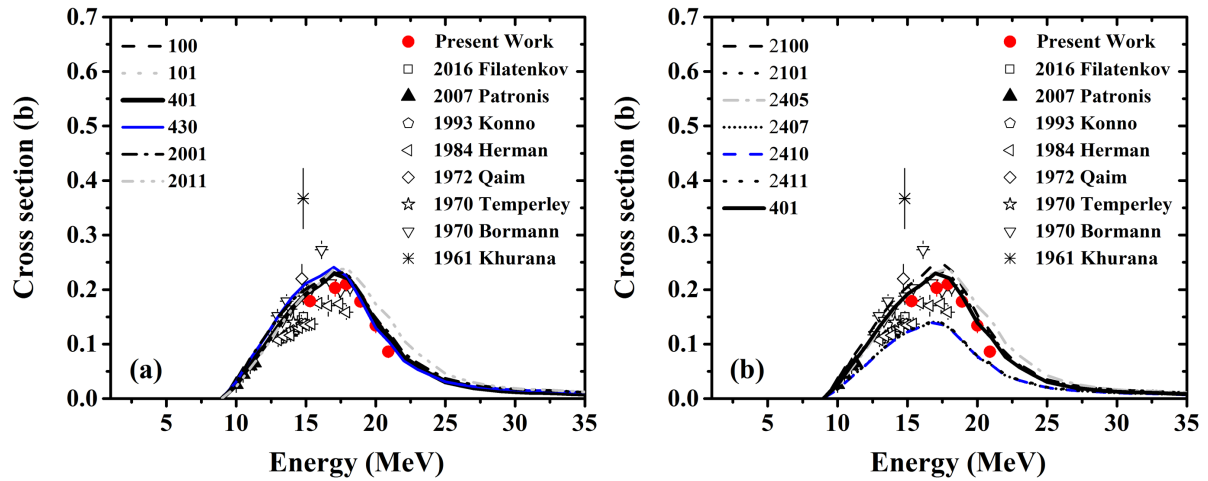 0.7
0.6
0.5
0.4
0.3
0.2
0.1
0.0
Cross section (b)
100
101
401
430
2001
2011
Present Work
2016 Filatenkov
2007 Patronis
1993 Konno
1984 Herman
1972 Qaim
1970 Temperley
1970 Bormann
1961 Khurana
(a)
5 10 15 20 25 30 35
Energy (MeV)
0.7
0.6
0.5
0.4
0.3
0.2
0.1
0.0
Cross section (b)
2100
2101
2405
2407
2410
2411
401
Present Work
2016 Filatenkov
2007 Patronis
1993 Konno
1984 Herman
1972 Qaim
1970 Temperley
1970 Bormann
1961 Khurana
(b)
5 10 15 20 25 30 35
Energy (MeV)